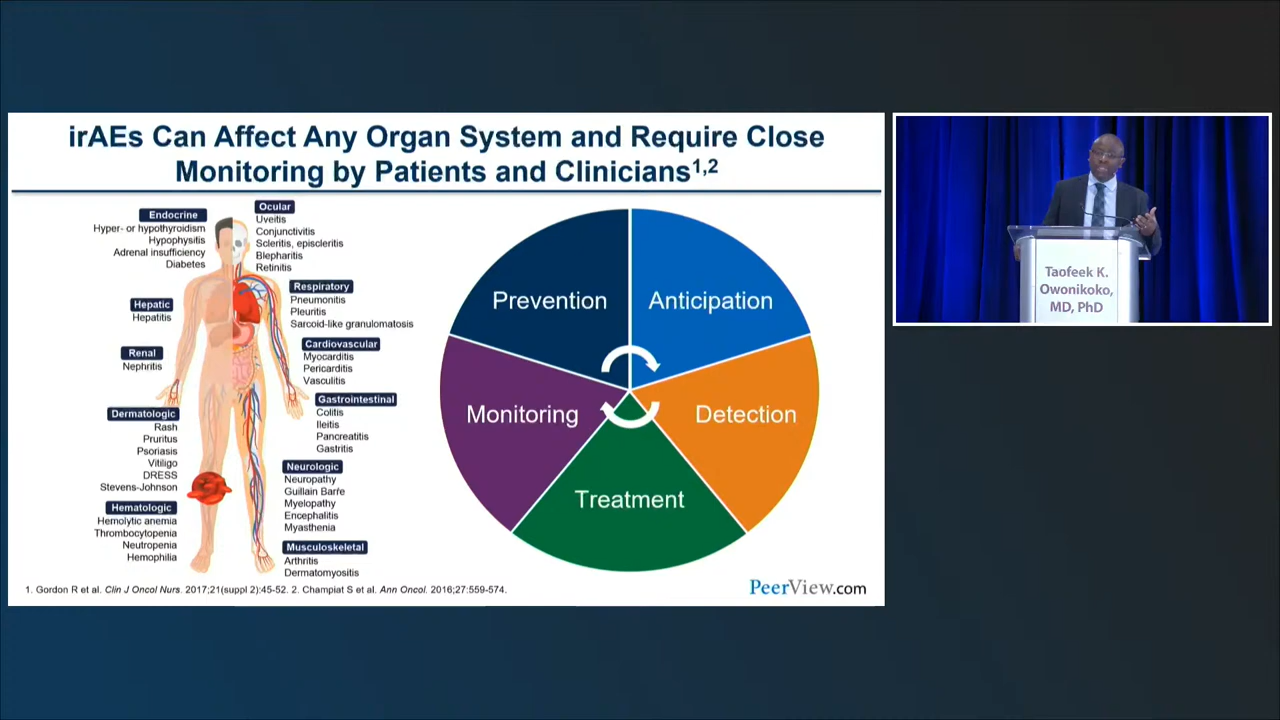 irAEs Can Affect Any Organ System and Require Close
Monitoring by Patients and Clinicians1,2
Endocrine
Hyper- or hypothyroidism
Hypophysitis
Adrenal insufficiency
Diabetes
Hepatic
Hepatitis
Renal
Nephritis
Dermatologic
Rash
Pruritus
Psoriasis
Vitiligo
DRESS
Stevens-Johnson
Hematologic
Hemolytic anemia
Thrombocytopenia
Neutropenia
Hemophilia
Ocular
Uveitis
Conjunctivitis
Scleritis, episcleritis
Blepharitis
Retinitis
Respiratory
Pneumonitis
Pleuritis
Sarcoid-like granulomatosis
Cardiovascular
Myocarditis
Pericarditis
Vasculitis
Gastrointestinal
Colitis
Ileitis
Pancreatitis
Gastritis
Neurologic
Neuropathy
Guillain Barŕe
Myelopathy
Encephalitis
Myasthenia
Musculoskeletal
Arthritis
Dermatomyositis
Prevention
Anticipation
Monitoring
Detection
Treatment
1. Gordon R et al. Clin J Oncol Nurs. 2017;21(suppl 2):45-52. 2. Champiat S et al. Ann Oncol. 2016;27:559-574.
PeerView.com
Taofeek K.
Owonikoko,
MD, PhD